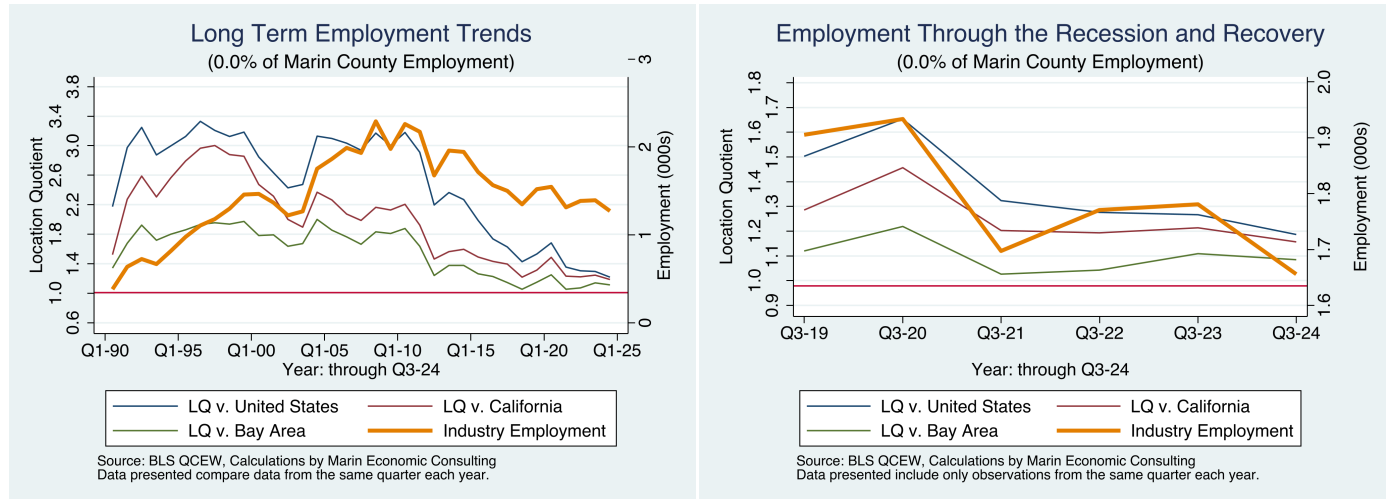 Long Term Employment Trends
(0.0% of Marin County Employment)
Location Quotient
3.8
3.4
3.0
2.6
2.2
1.8
1.4
1.0
0.6
3
2
1
0
Employment (000s)
Q1-90 Q1-95 Q1-00 Q1-05 Q1-10 Q1-15 Q1-20 Q1-25
Year: through Q3-24
LQ v. United States LQ v. California
LQ v. Bay Area Industry Employment
Source: BLS QCEW, Calculations by Marin Economic Consulting
Data presented compare data from the same quarter each year.
Employment Through the Recession and Recovery
(0.0% of Marin County Employment)
Location Quotient
1.8
1.7
1.6
1.5
1.4
1.3
1.2
1.1
1.0
0.9
2.0
1.9
1.8
1.7
1.6
Employment (000s)
Q3-19 Q3-20 Q3-21 Q3-22 Q3-23 Q3-24
Year: through Q3-24
LQ v. United States LQ v. California
LQ v. Bay Area Industry Employment
Source: BLS QCEW, Calculations by Marin Economic Consulting
Data presented include only observations from the same quarter each year.